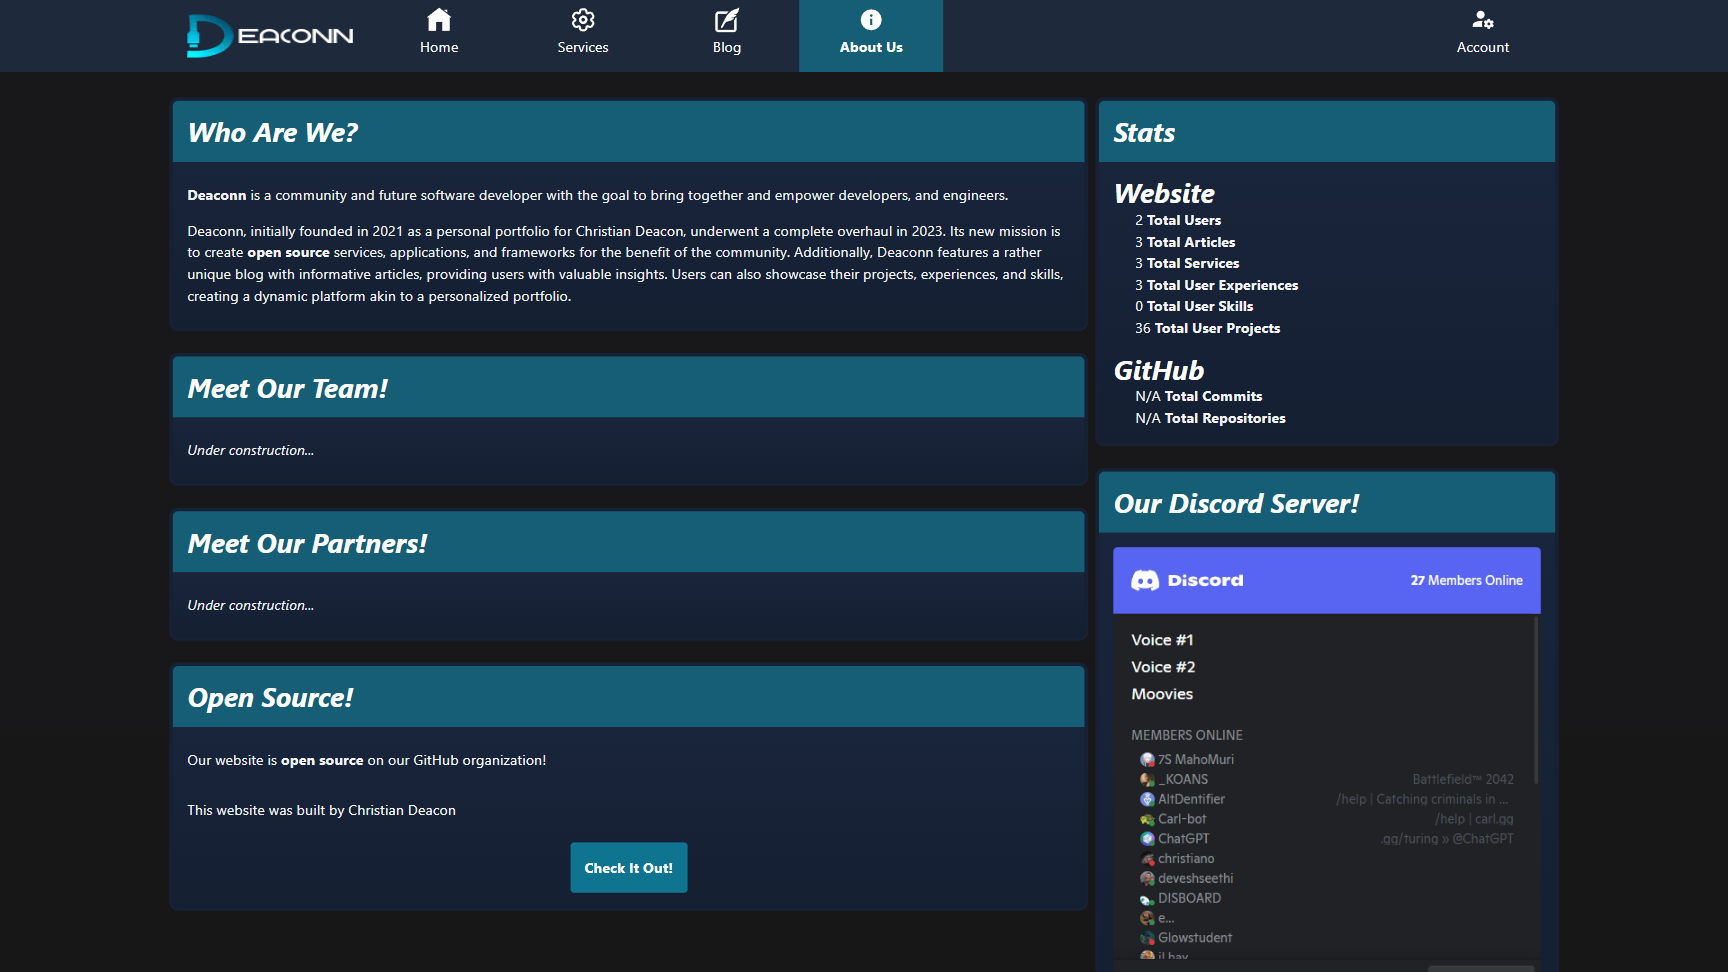 DEACONN
Home
Services
Blog
About Us
Account
Who Are We?
Deaconn is a community and future software developer with the goal to bring together and empower developers, and engineers.
Deaconn, initially founded in 2021 as a personal portfolio for Christian Deacon, underwent a complete overhaul in 2023. Its new mission is
to create open source services, applications, and frameworks for the benefit of the community. Additionally, Deaconn features a rather
unique blog with informative articles, providing users with valuable insights. Users can also showcase their projects, experiences, and skills,
creating a dynamic platform akin to a personalized portfolio.
Meet Our Team!
Under construction...
Meet Our Partners!
Under construction...
Open Source!
Our website is open source on our GitHub organization!
This website was built by Christian Deacon
Check It Out!
Stats
Website
2 Total Users
3 Total Articles
3 Total Services
3 Total User Experiences
0 Total User Skills
36 Total User Projects
GitHub
N/A Total Commits
N/A Total Repositories
Our Discord Server!
Discord
27 Members Online
Voice #1
Voice #2
Moovies
MEMBERS ONLINE
7S MahoMuri
_KOANS Battlefield™ 2042
AltDentifier /help | Catching criminals in ...
Carl-bot /help | carl.gg
ChatGPT .gg/turing » @ChatGPT
christiano
deveshseethi
DISBOARD
e...
Glowstudent